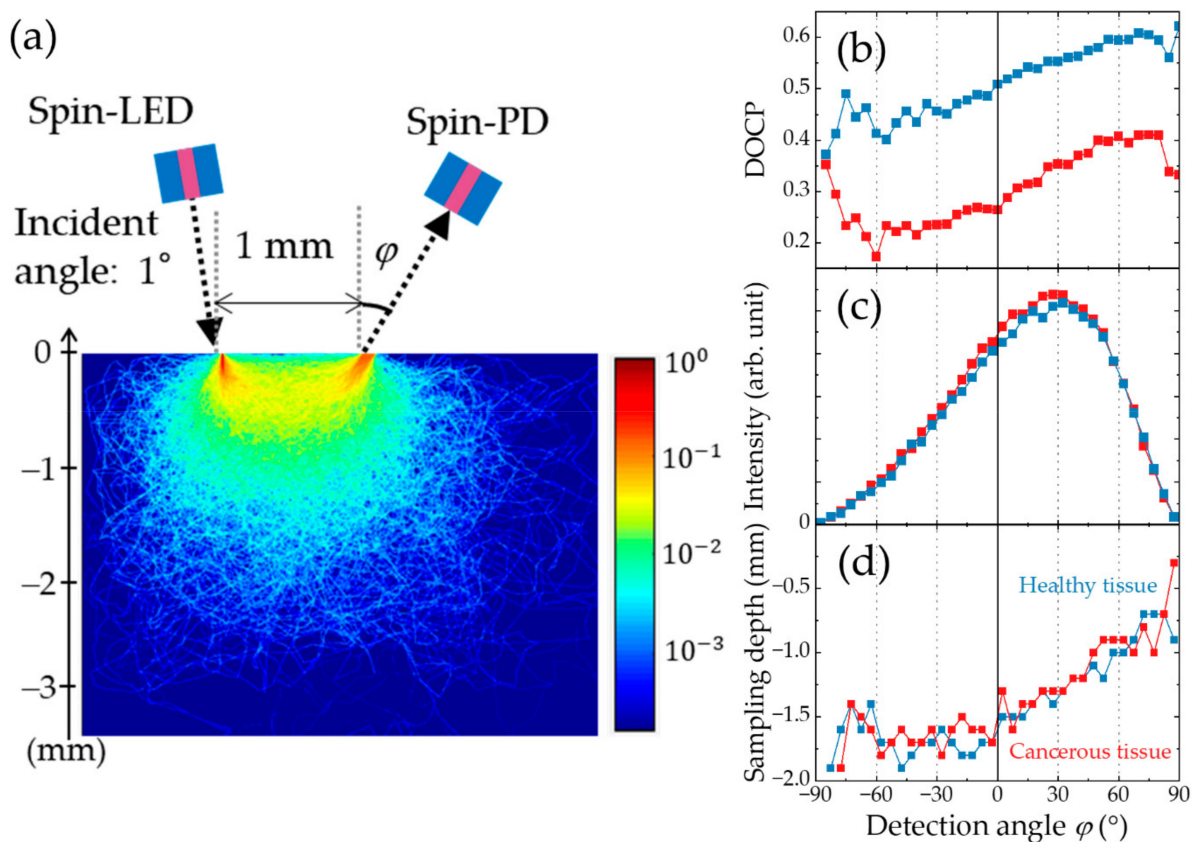 (a)
Spin-LED
Spin-PD
Incident
angle: 1°
1 mm
φ
0
−1
−2
−3
(mm)
10⁰
10⁻¹
10⁻²
10⁻³
(b)
DOCP
0.6
0.5
0.4
0.3
0.2
(c)
Intensity (arb. unit)
0
(d)
Sampling depth (mm)
−0.5
−1.0
−1.5
−2.0
Healthy tissue
Cancerous tissue
−90 −60 −30 0 30 60 90
Detection angle φ (°)